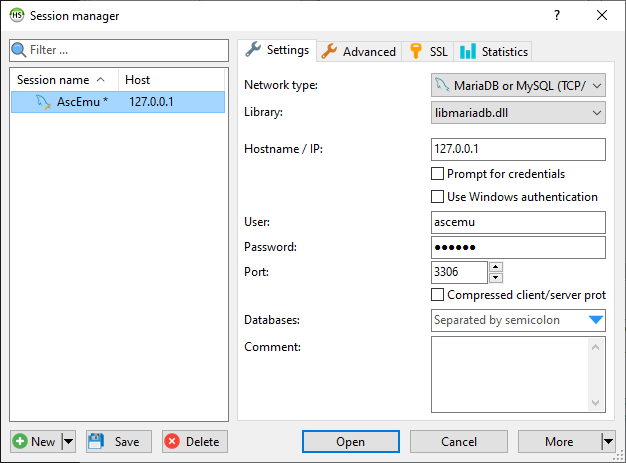 HS Session manager ?
Filter ...
Settings Advanced SSL Statistics
Session name Host
AscEmu * 127.0.0.1
Network type: MariaDB or MySQL (TCP/
Library: libmariadb.dll
Hostname / IP: 127.0.0.1
Prompt for credentials
Use Windows authentication
User: ascemu
Password: ●●●●●●
Port: 3306
Compressed client/server prot
Databases: Separated by semicolon
Comment:
New Save Delete Open Cancel More